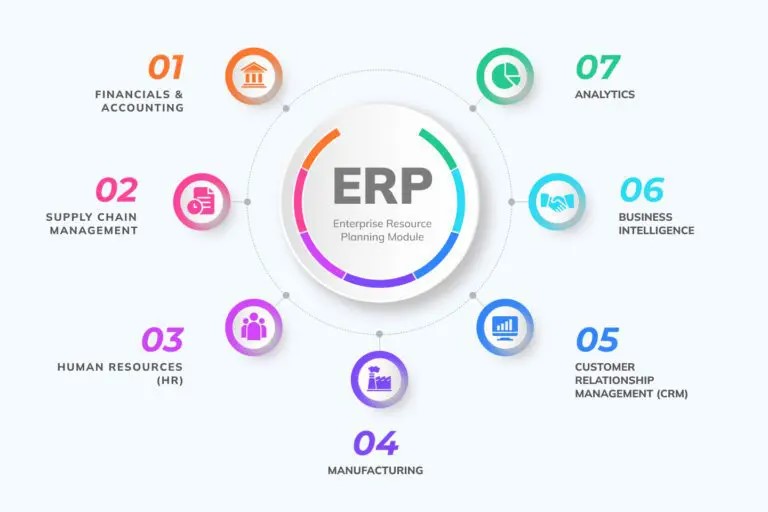 01
FINANCIALS &
ACCOUNTING
02
SUPPLY CHAIN
MANAGEMENT
03
HUMAN RESOURCES
(HR)
04
MANUFACTURING
05
CUSTOMER
RELATIONSHIP
MANAGEMENT (CRM)
06
BUSINESS
INTELLIGENCE
07
ANALYTICS
ERP
Enterprise Resource
Planning Module